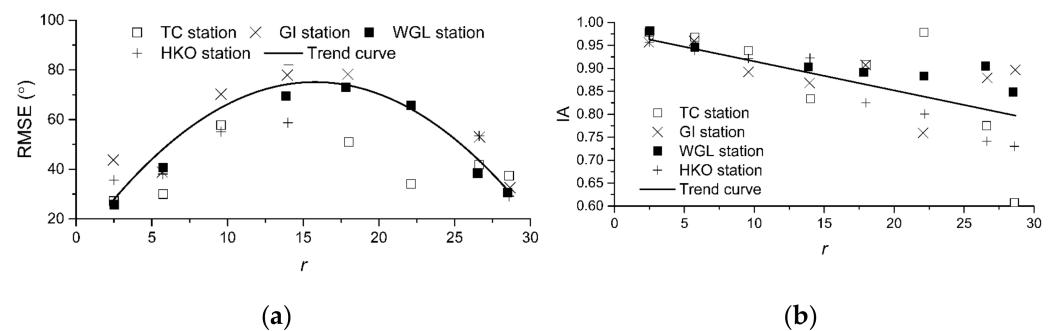 100
80
60
40
20
RMSE (°)
TC station
GI station
WGL station
HKO station
Trend curve
0 5 10 15 20 25 30
r
(a)
1.00
0.95
0.90
0.85
0.80
0.75
0.70
0.65
0.60
IA
TC station
GI station
WGL station
HKO station
Trend curve
0 5 10 15 20 25 30
r
(b)